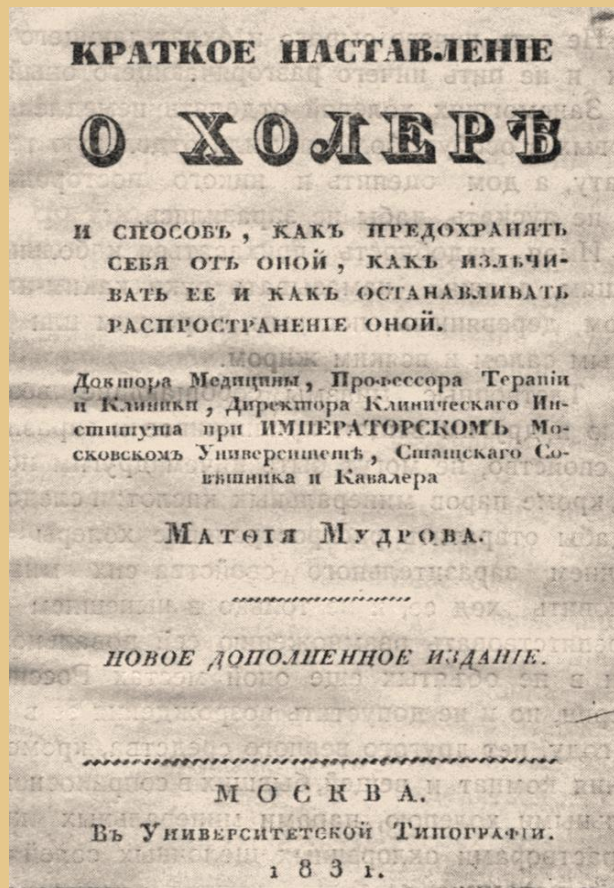 КРАТКОЕ НАСТАВЛЕНІЕ
О ХОЛЕРѢ
И СПОСОБЪ, КАКЪ ПРЕДОХРАНЯТЬ
СЕБЯ ОТЪ ОНОЙ, КАКЪ ИЗЛѢЧИ-
ВАТЬ ЕЕ И КАКЪ ОСТАНАВЛИВАТЬ
РАСПРОСТРАНЕНІЕ ОНОЙ.
Доктора Медицины, Профессора Терапіи
и Клиники, Директора Клиническаго Ин-
ститута при ИМПЕРАТОРСКОМЪ Мо-
сковскомъ Университетѣ, Статскаго Со-
вѣтника и Кавалера
МАТѲІЯ МУДРОВА.
НОВОЕ ДОПОЛНЕННОЕ ИЗДАНІЕ.
МОСКВА.
ВЪ УНИВЕРСИТЕТСКОЙ ТИПОГРАФІИ.
1831.